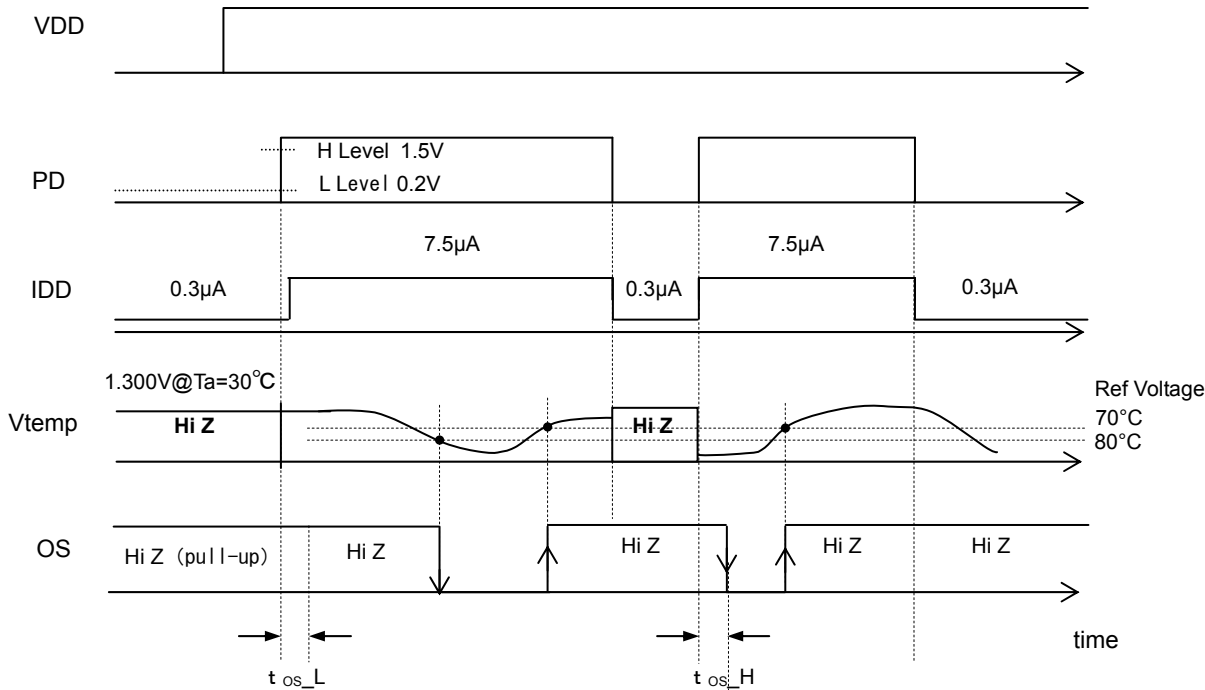 VDD
H Level 1.5V
PD
L Level 0.2V
7.5μA
7.5μA
IDD
0.3μA
0.3μA
0.3μA
1.300V@Ta=30℃
Ref Voltage
70°C
Vtemp
Hi Z
Hi Z
80°C
OS
Hi Z (pull-up)
Hi Z
Hi Z
Hi Z
Hi Z
time
t OS_L
t OS_H